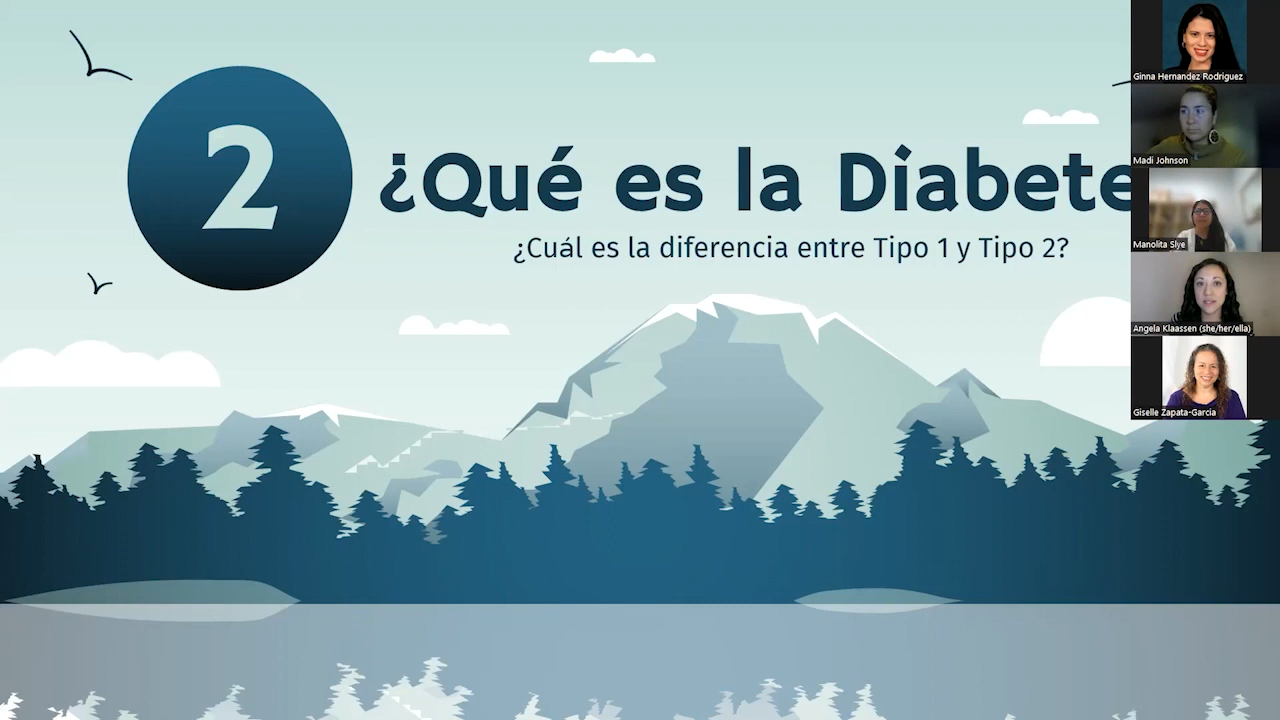 2
¿Qué es la Diabete
¿Cuál es la diferencia entre Tipo 1 y Tipo 2?
Ginna Hernandez Rodriguez
Madi Johnson
Manolita Slye
Angela Klaassen (she/her/ella)
Giselle Zapata-Garcia